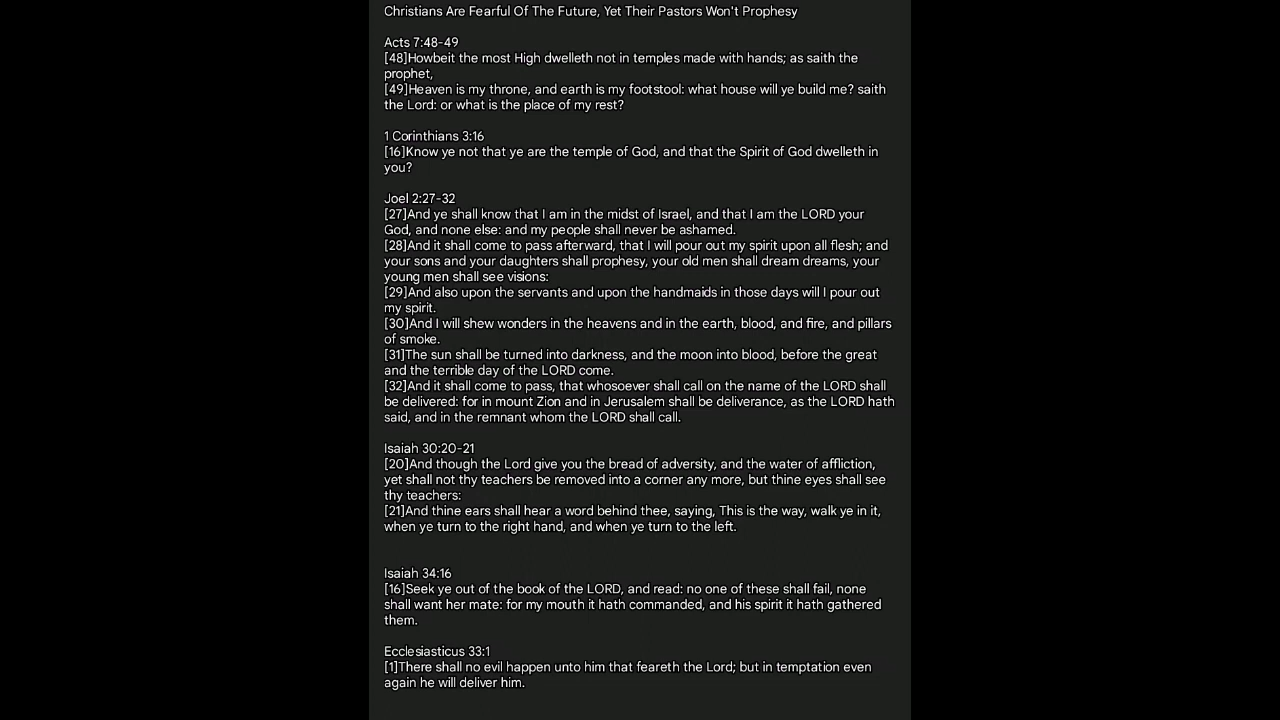 Christians Are Fearful Of The Future, Yet Their Pastors Won't Prophesy
Acts 7:48-49
[48]Howbeit the most High dwelleth not in temples made with hands; as saith the
prophet,
[49]Heaven is my throne, and earth is my footstool: what house will ye build me? saith
the Lord: or what is the place of my rest?
1 Corinthians 3:16
[16]Know ye not that ye are the temple of God, and that the Spirit of God dwelleth in
you?
Joel 2:27-32
[27]And ye shall know that I am in the midst of Israel, and that I am the LORD your
God, and none else: and my people shall never be ashamed.
[28]And it shall come to pass afterward, that I will pour out my spirit upon all flesh; and
your sons and your daughters shall prophesy, your old men shall dream dreams, your
young men shall see visions:
[29]And also upon the servants and upon the handmaids in those days will I pour out
my spirit.
[30]And I will shew wonders in the heavens and in the earth, blood, and fire, and pillars
of smoke.
[31]The sun shall be turned into darkness, and the moon into blood, before the great
and the terrible day of the LORD come.
[32]And it shall come to pass, that whosoever shall call on the name of the LORD shall
be delivered: for in mount Zion and in Jerusalem shall be deliverance, as the LORD hath
said, and in the remnant whom the LORD shall call.
Isaiah 30:20-21
[20]And though the Lord give you the bread of adversity, and the water of affliction,
yet shall not thy teachers be removed into a corner any more, but thine eyes shall see
thy teachers:
[21]And thine ears shall hear a word behind thee, saying, This is the way, walk ye in it,
when ye turn to the right hand, and when ye turn to the left.
Isaiah 34:16
[16]Seek ye out of the book of the LORD, and read: no one of these shall fail, none
shall want her mate: for my mouth it hath commanded, and his spirit it hath gathered
them.
Ecclesiasticus 33:1
[1]There shall no evil happen unto him that feareth the Lord; but in temptation even
again he will deliver him.